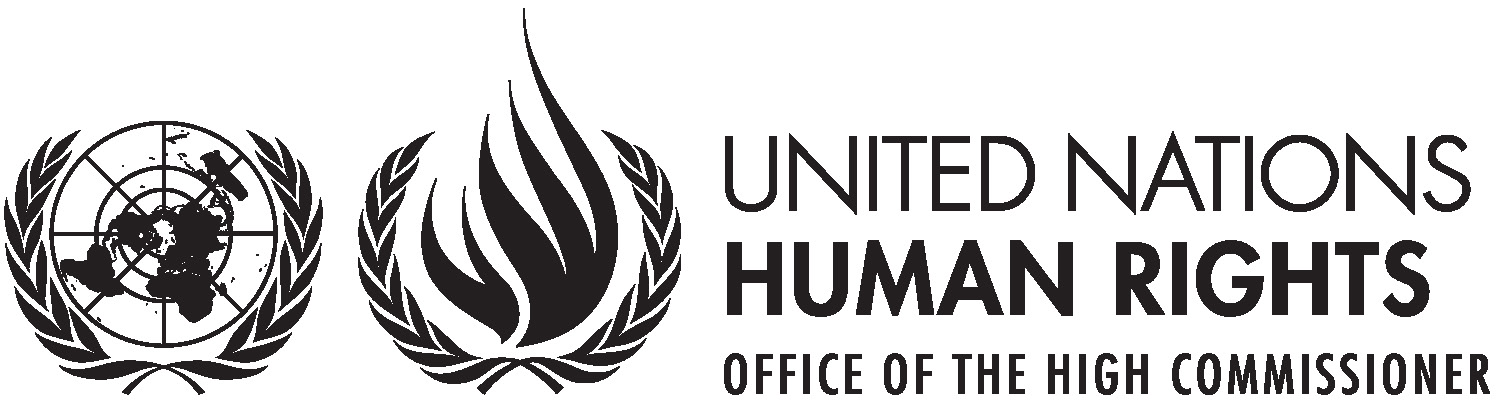 UNITED NATIONS
HUMAN RIGHTS
OFFICE OF THE HIGH COMMISSIONER